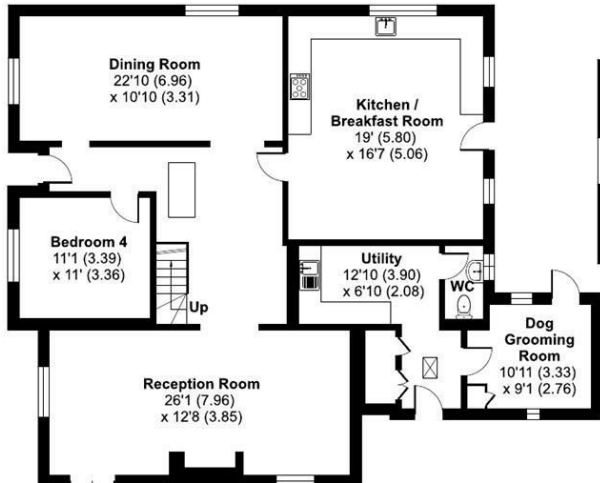 Dining Room
22'10 (6.96)
x 10'10 (3.31)
Kitchen /
Breakfast Room
19' (5.80)
x 16'7 (5.06)
Bedroom 4
11'1 (3.39)
x 11' (3.36)
Up
Utility
12'10 (3.90)
x 6'10 (2.08)
WC
Dog
Grooming
Room
10'11 (3.33)
x 9'1 (2.76)
Reception Room
26'1 (7.96)
x 12'8 (3.85)